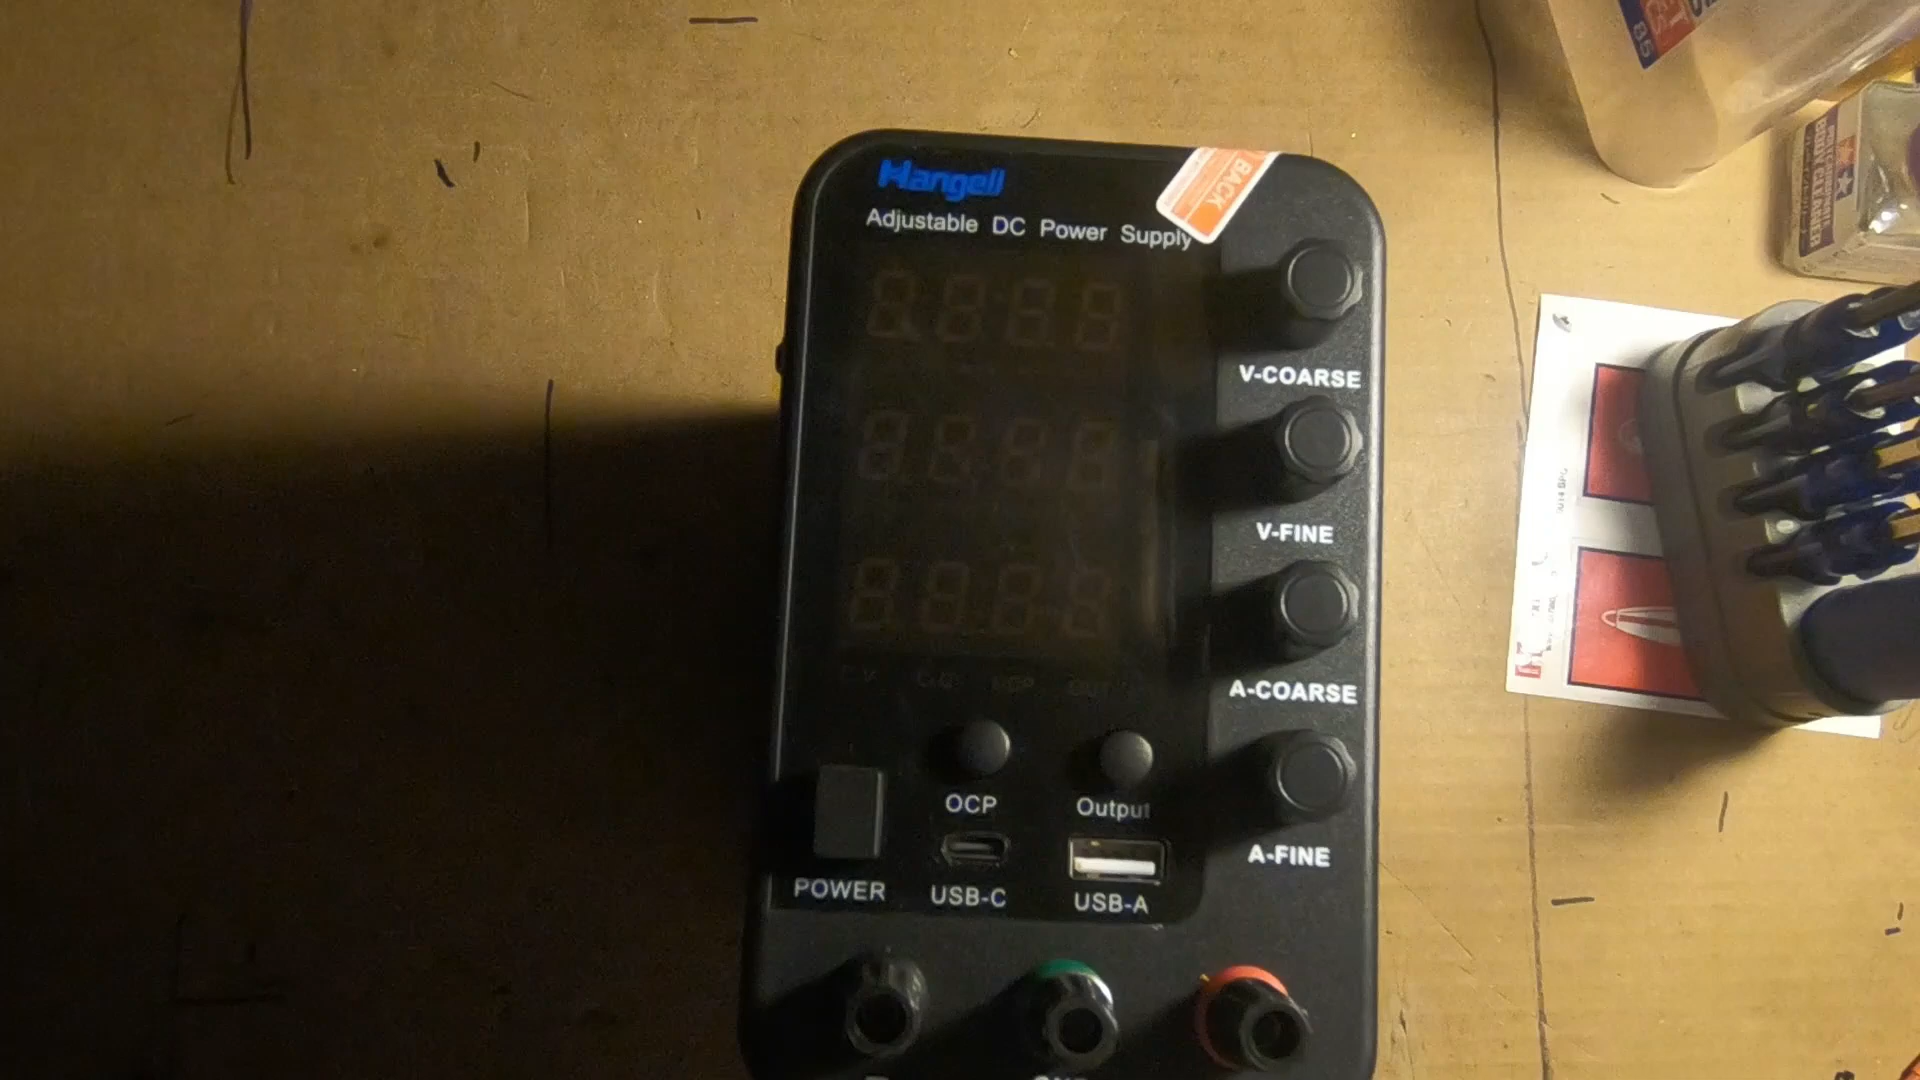 Hangell
BACK
Adjustable DC Power Supply
V-COARSE
V-FINE
A-COARSE
OCP
Output
A-FINE
POWER
USB-C
USB-A